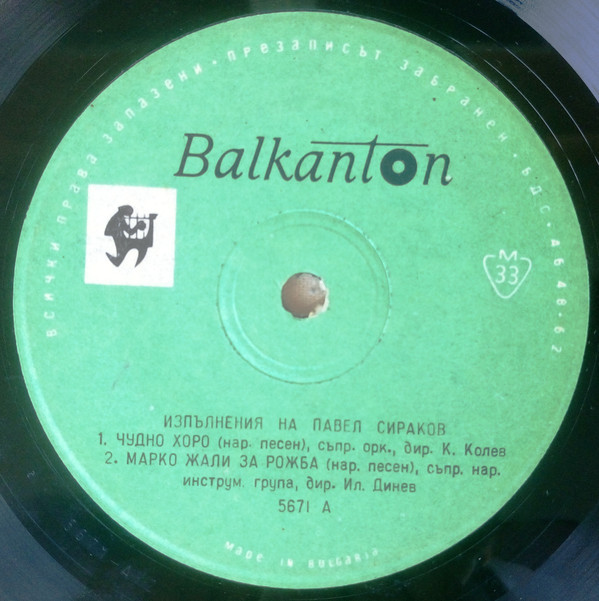 ВСИЧКИ ПРАВА ЗАПАЗЕНИ · ПРЕЗАПИСЪТ ЗАБРАНЕН · БДС · 4648-62
Balkanton
M
33
ИЗПЪЛНЕНИЯ НА ПАВЕЛ СИРАКОВ
1. ЧУДНО ХОРО (нар. песен), съпр. орк., дир. К. Колев
2. МАРКО ЖАЛИ ЗА РОЖБА (нар. песен), съпр. нар.
инструм. група, дир. Ил. Динев
5671 А
MADE IN BULGARIA